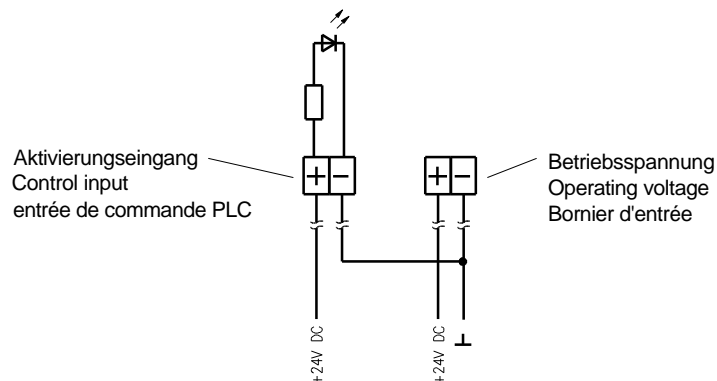 Aktivierungseingang
Control input
entrée de commande PLC
+ -
+ -
Betriebsspannung
Operating voltage
Bornier d'entrée
+24V DC
+24V DC